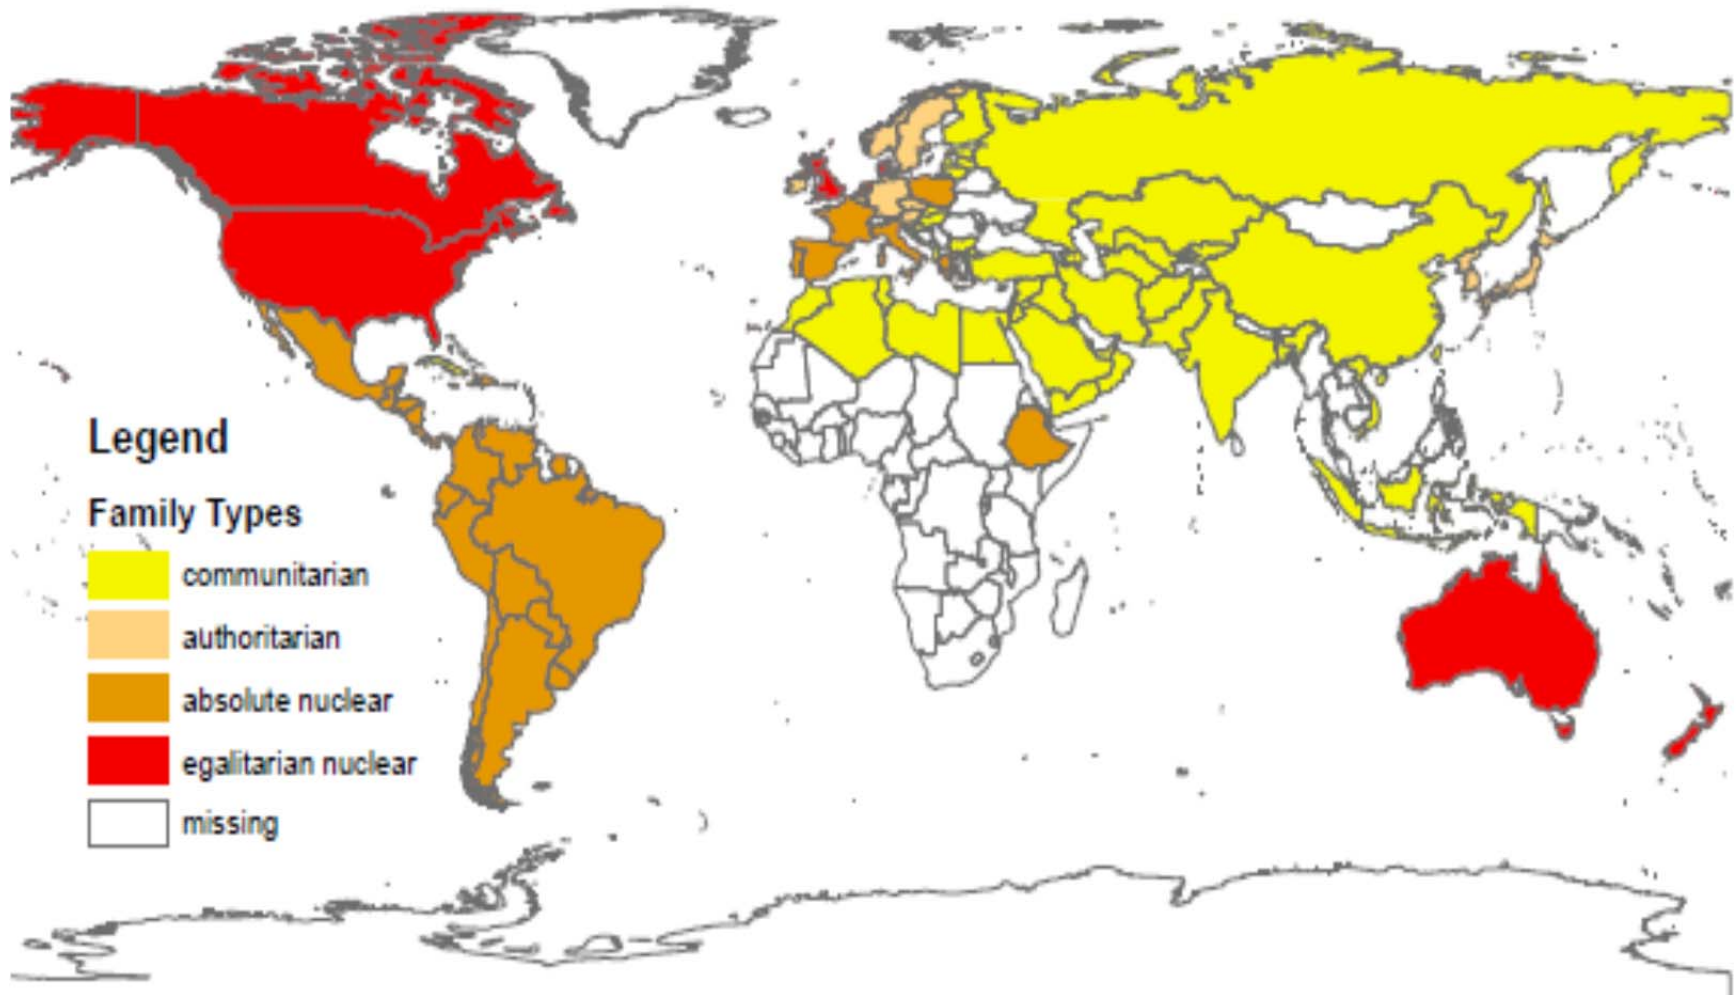 Legend
Family Types
communitarian
authoritarian
absolute nuclear
egalitarian nuclear
missing